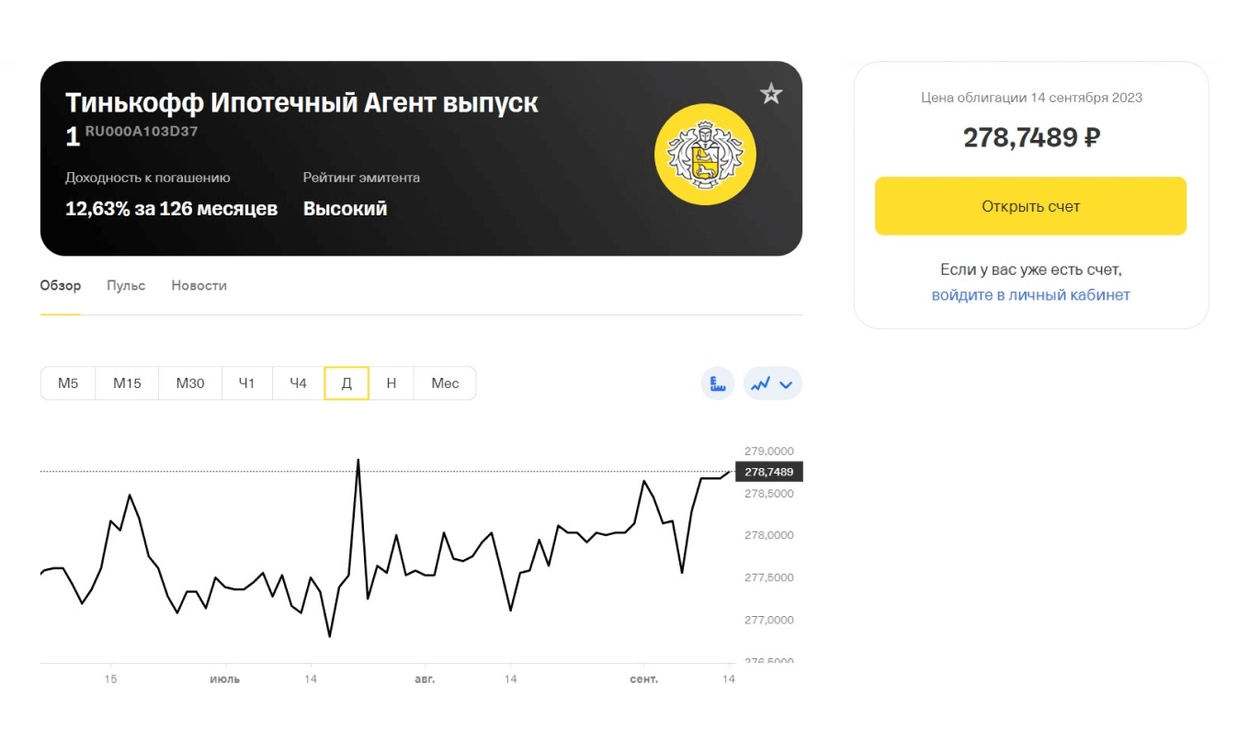 Тинькофф Ипотечный Агент выпуск
1 RU000A103D37
Доходность к погашению
12,63% за 126 месяцев
Рейтинг эмитента
Высокий
Цена облигации 14 сентября 2023
278,7489 ₽
Открыть счет
Если у вас уже есть счет,
войдите в личный кабинет
Обзор Пульс Новости
М5 М15 М30 Ч1 Ч4 Д Н Мес
279,0000
278,7489
278,5000
278,0000
277,5000
277,0000
276,5000
15 июль 14 авг. 14 сент. 14